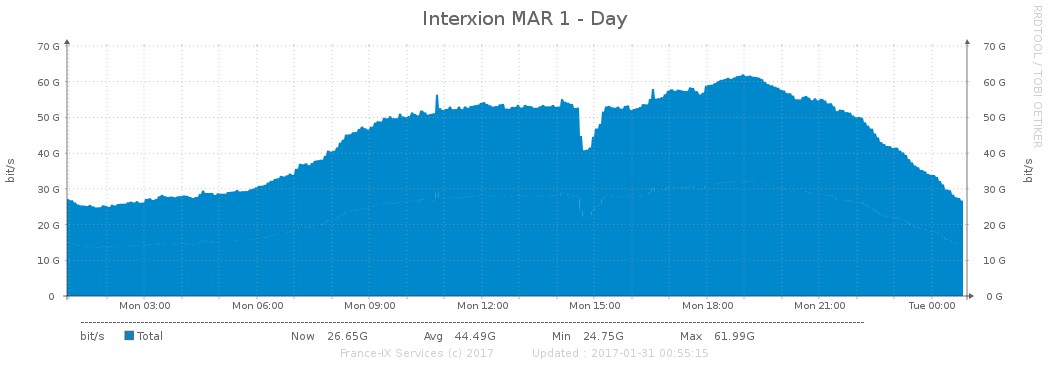 Interxion MAR 1 - Day
RRDTOOL / TOBI OETIKER
70 G 70 G
60 G 60 G
50 G 50 G
40 G 40 G
30 G 30 G
20 G 20 G
10 G 10 G
0 0 G
bit/s bit/s
Mon 03:00 Mon 06:00 Mon 09:00 Mon 12:00 Mon 15:00 Mon 18:00 Mon 21:00 Tue 00:00
bit/s Total Now 26.65G Avg 44.49G Min 24.75G Max 61.99G
France-IX Services (c) 2017 Updated : 2017-01-31 00:55:15